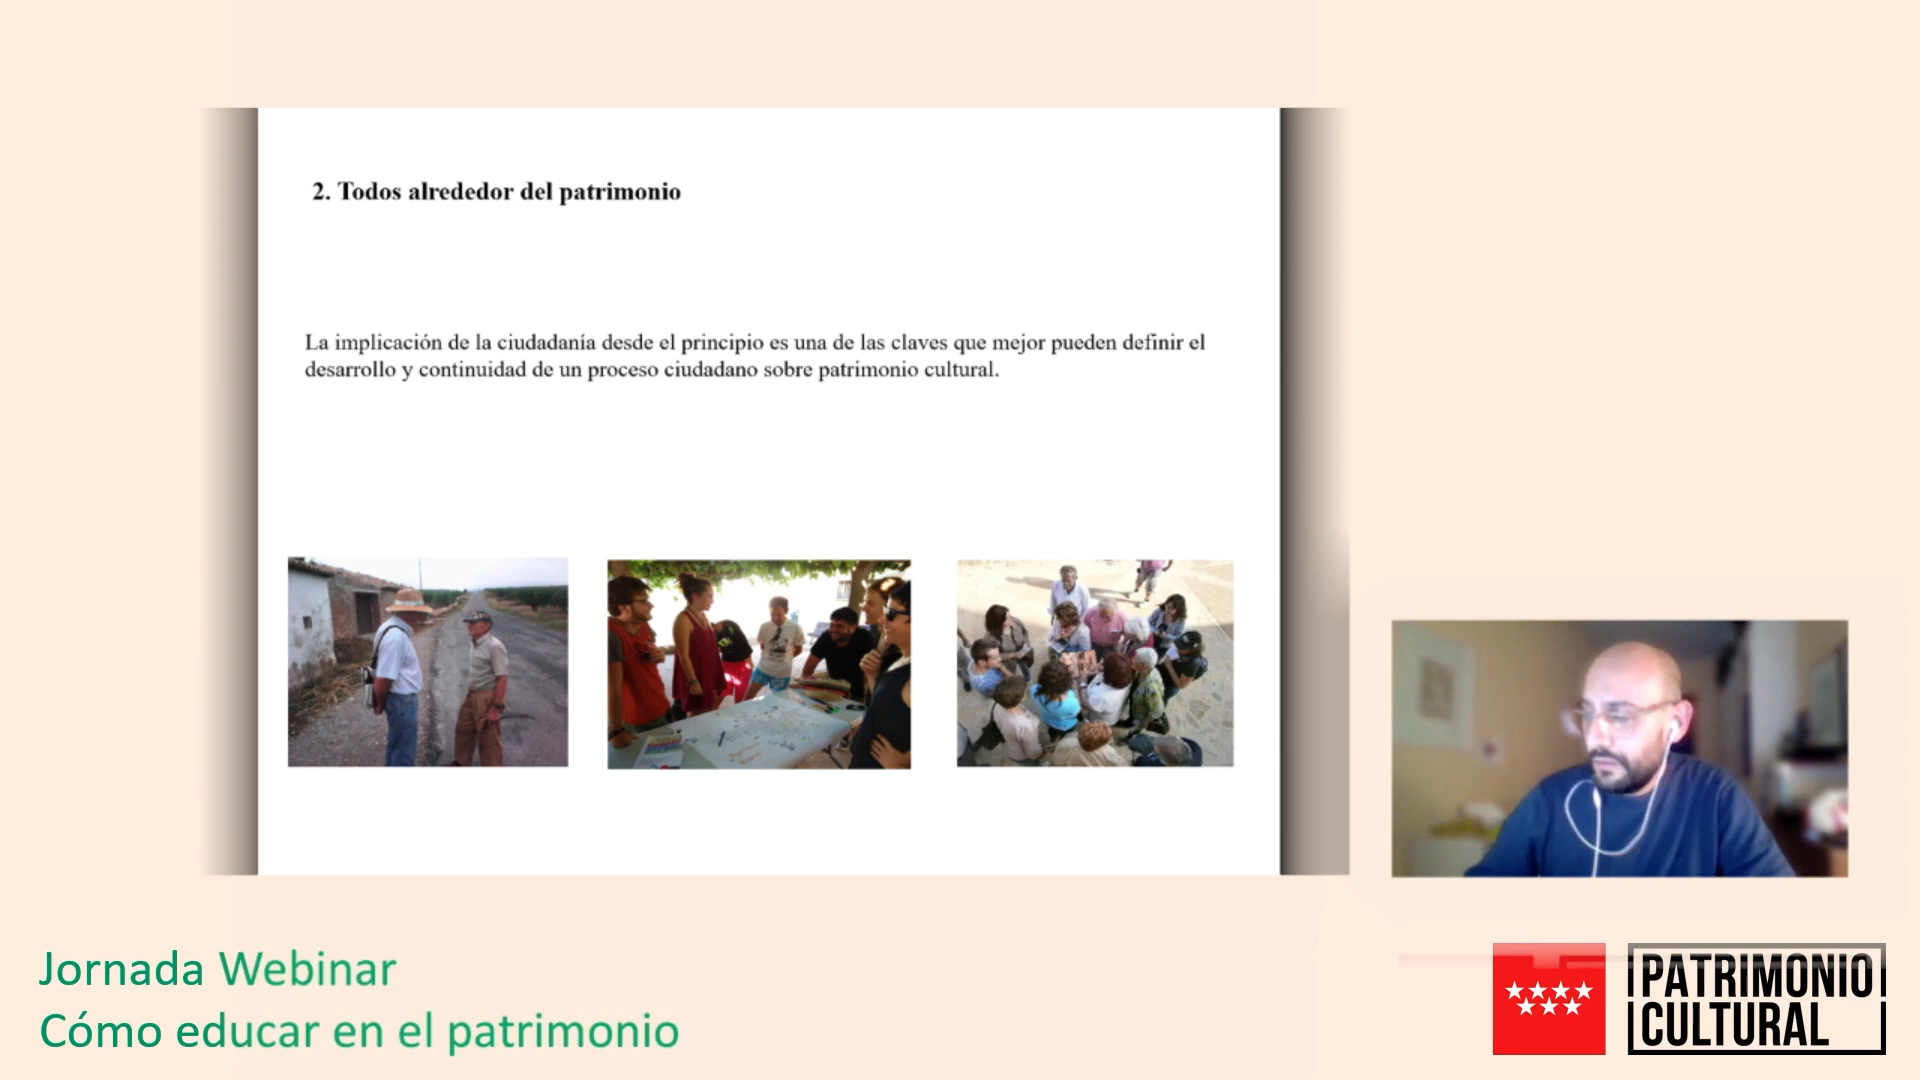 2. Todos alrededor del patrimonio
La implicación de la ciudadanía desde el principio es una de las claves que mejor pueden definir el
desarrollo y continuidad de un proceso ciudadano sobre patrimonio cultural.
Jornada Webinar
Cómo educar en el patrimonio
PATRIMONIO
CULTURAL